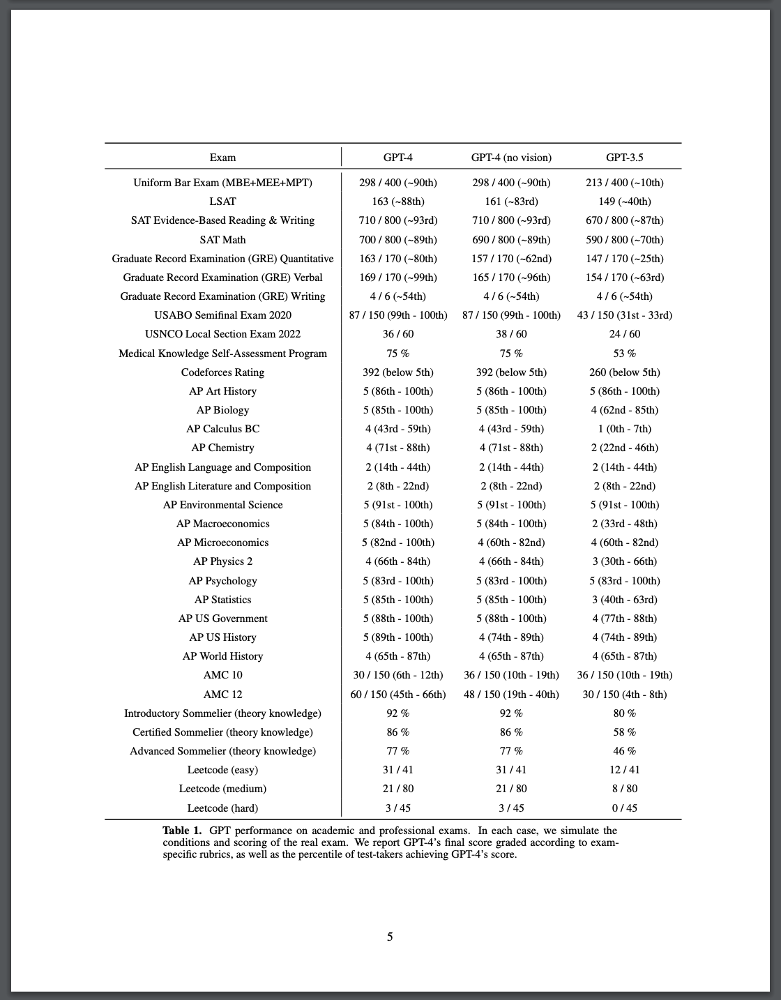 Exam GPT-4 GPT-4 (no vision) GPT-3.5
Uniform Bar Exam (MBE+MEE+MPT) 298 / 400 (~90th) 298 / 400 (~90th) 213 / 400 (~10th)
LSAT 163 (~88th) 161 (~83rd) 149 (~40th)
SAT Evidence-Based Reading & Writing 710 / 800 (~93rd) 710 / 800 (~93rd) 670 / 800 (~87th)
SAT Math 700 / 800 (~89th) 690 / 800 (~89th) 590 / 800 (~70th)
Graduate Record Examination (GRE) Quantitative 163 / 170 (~80th) 157 / 170 (~62nd) 147 / 170 (~25th)
Graduate Record Examination (GRE) Verbal 169 / 170 (~99th) 165 / 170 (~96th) 154 / 170 (~63rd)
Graduate Record Examination (GRE) Writing 4 / 6 (~54th) 4 / 6 (~54th) 4 / 6 (~54th)
USABO Semifinal Exam 2020 87 / 150 (99th - 100th) 87 / 150 (99th - 100th) 43 / 150 (31st - 33rd)
USNCO Local Section Exam 2022 36 / 60 38 / 60 24 / 60
Medical Knowledge Self-Assessment Program 75 % 75 % 53 %
Codeforces Rating 392 (below 5th) 392 (below 5th) 260 (below 5th)
AP Art History 5 (86th - 100th) 5 (86th - 100th) 5 (86th - 100th)
AP Biology 5 (85th - 100th) 5 (85th - 100th) 4 (62nd - 85th)
AP Calculus BC 4 (43rd - 59th) 4 (43rd - 59th) 1 (0th - 7th)
AP Chemistry 4 (71st - 88th) 4 (71st - 88th) 2 (22nd - 46th)
AP English Language and Composition 2 (14th - 44th) 2 (14th - 44th) 2 (14th - 44th)
AP English Literature and Composition 2 (8th - 22nd) 2 (8th - 22nd) 2 (8th - 22nd)
AP Environmental Science 5 (91st - 100th) 5 (91st - 100th) 5 (91st - 100th)
AP Macroeconomics 5 (84th - 100th) 5 (84th - 100th) 2 (33rd - 48th)
AP Microeconomics 5 (82nd - 100th) 4 (60th - 82nd) 4 (60th - 82nd)
AP Physics 2 4 (66th - 84th) 4 (66th - 84th) 3 (30th - 66th)
AP Psychology 5 (83rd - 100th) 5 (83rd - 100th) 5 (83rd - 100th)
AP Statistics 5 (85th - 100th) 5 (85th - 100th) 3 (40th - 63rd)
AP US Government 5 (88th - 100th) 5 (88th - 100th) 4 (77th - 88th)
AP US History 5 (89th - 100th) 4 (74th - 89th) 4 (74th - 89th)
AP World History 4 (65th - 87th) 4 (65th - 87th) 4 (65th - 87th)
AMC 10 30 / 150 (6th - 12th) 36 / 150 (10th - 19th) 36 / 150 (10th - 19th)
AMC 12 60 / 150 (45th - 66th) 48 / 150 (19th - 40th) 30 / 150 (4th - 8th)
Introductory Sommelier (theory knowledge) 92 % 92 % 80 %
Certified Sommelier (theory knowledge) 86 % 86 % 58 %
Advanced Sommelier (theory knowledge) 77 % 77 % 46 %
Leetcode (easy) 31 / 41 31 / 41 12 / 41
Leetcode (medium) 21 / 80 21 / 80 8 / 80
Leetcode (hard) 3 / 45 3 / 45 0 / 45
Table 1. GPT performance on academic and professional exams. In each case, we simulate the
conditions and scoring of the real exam. We report GPT-4's final score graded according to exam-
specific rubrics, as well as the percentile of test-takers achieving GPT-4's score.
5